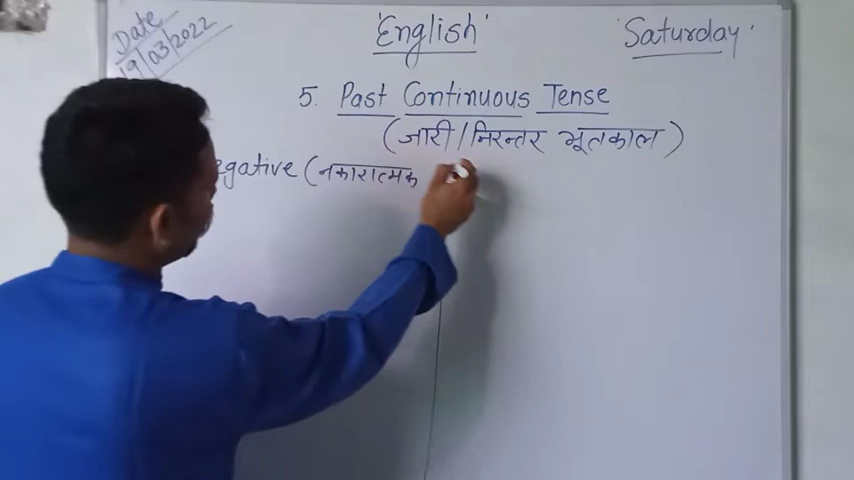 Date
19/03/2022
'English'
Saturday'
5. Past Continuous Tense
(जारी/निरन्तर भूतकाल)
egative (नकारात्मक